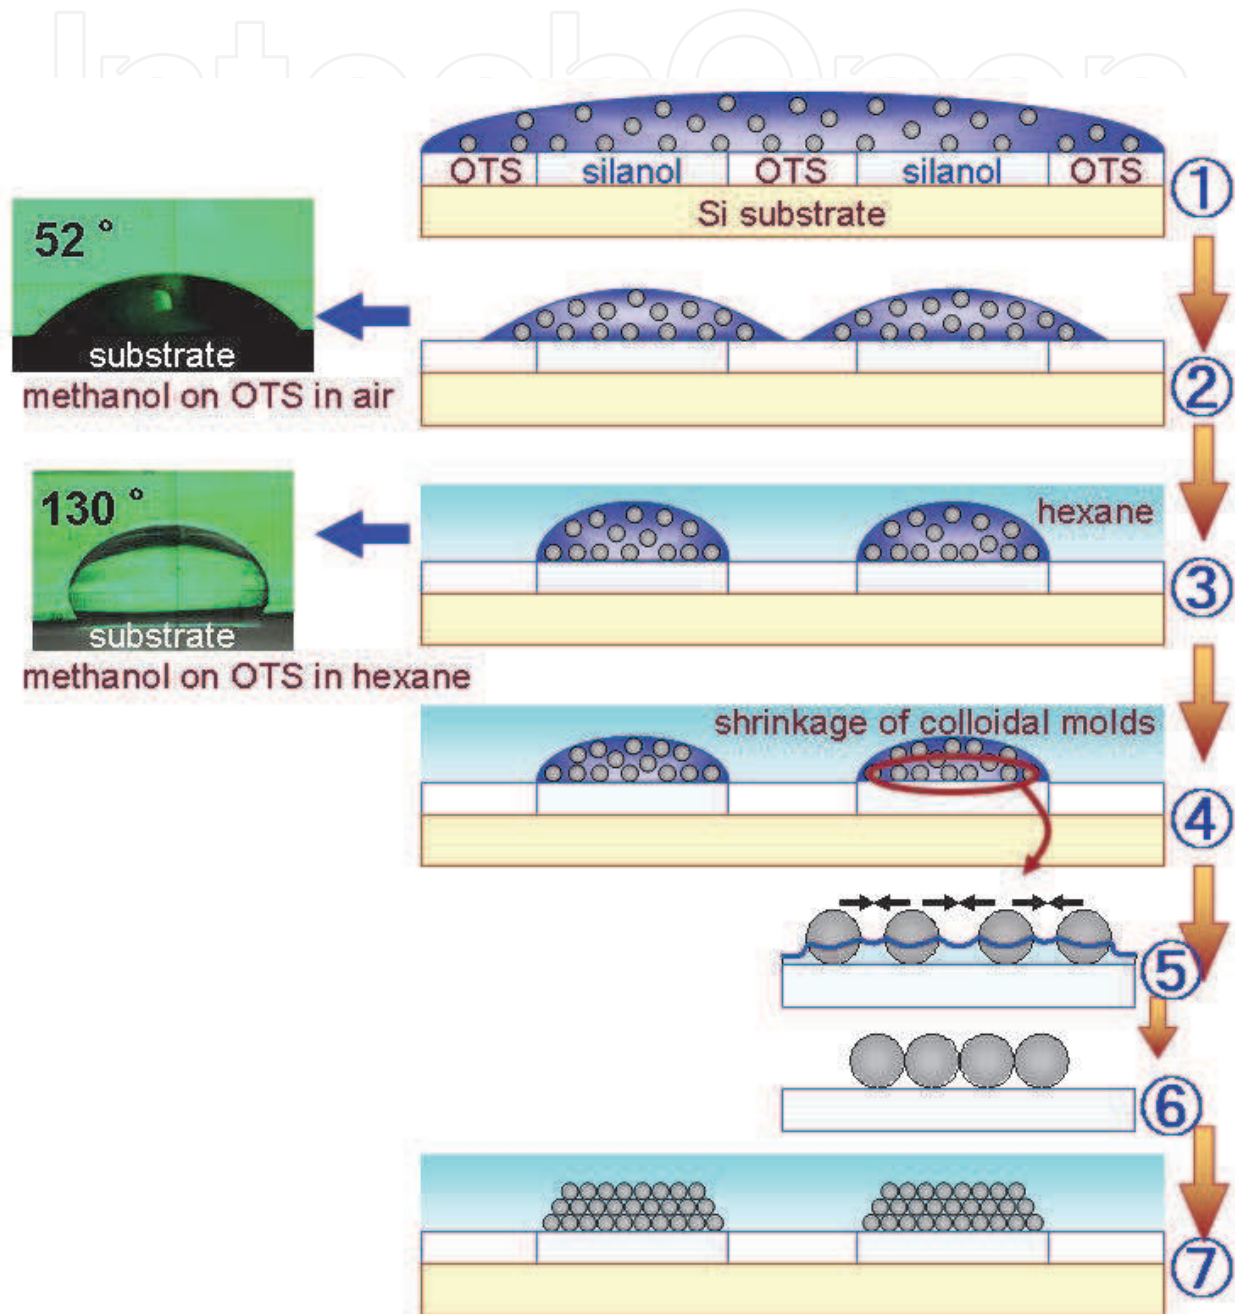 IntechOpen
OTS silanol OTS silanol OTS
Si substrate
①
52 °
substrate
methanol on OTS in air
②
130 °
substrate
methanol on OTS in hexane
hexane
③
shrinkage of colloidal molds
④
⑤
⑥
⑦